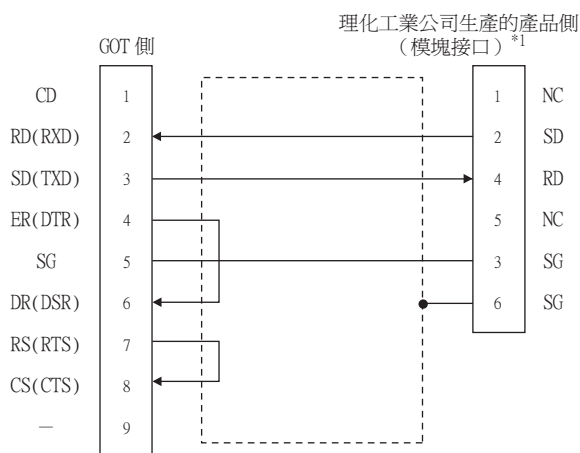 理化工業公司生產的產品側
GOT 側
(模塊接口)*1
CD 1 1 NC
RD(RXD) 2 2 SD
SD(TXD) 3 4 RD
ER(DTR) 4 5 NC
SG 5 3 SG
DR(DSR) 6 6 SG
RS(RTS) 7
CS(CTS) 8
— 9